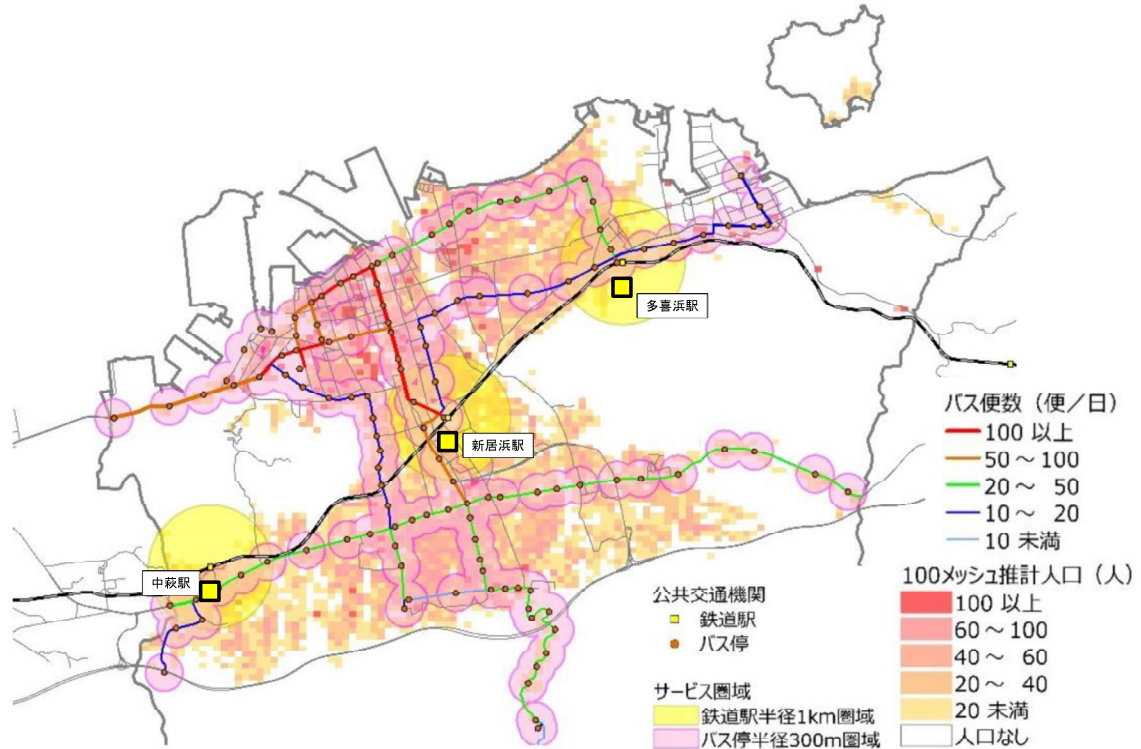 多喜浜駅
新居浜駅
中萩駅
バス便数（便／日）
100 以上
50～100
20～ 50
10～ 20
10 未満
100メッシュ推計人口（人）
100 以上
60～100
40～ 60
20～ 40
20 未満
人口なし
公共交通機関
鉄道駅
バス停
サービス圏域
鉄道駅半径1km圏域
バス停半径300m圏域